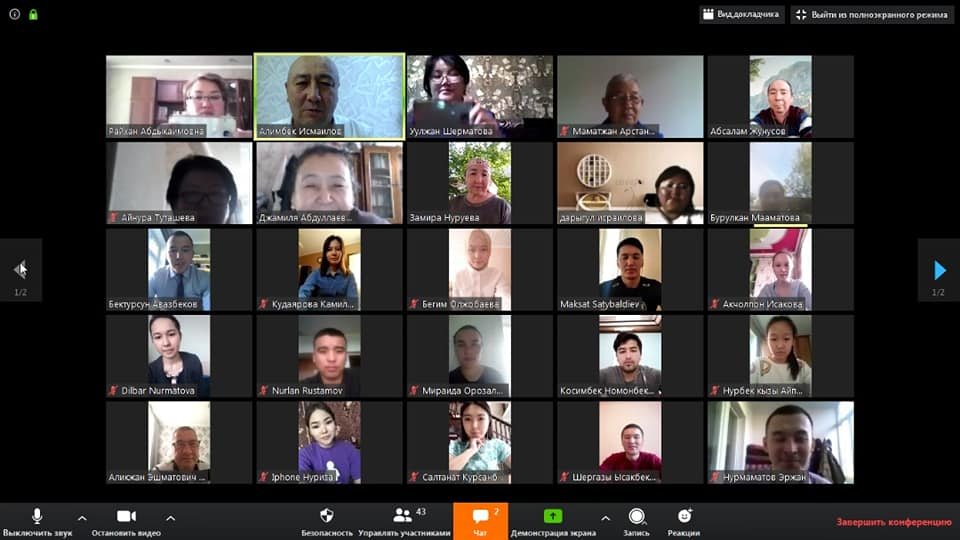 Вид докладчика
Выйти из полноэкранного режима
Райхан Абдыкаимовна
Алимбек Исмаилов
Уулжан Шерматова
Маматжан Арстан...
Абсалам Жунусов
Айнура Туташева
Джамиля Абдуллаев...
Замира Нуруева
дарыгул исраилова
Бурулкан Мааматова
1/2
1/2
Бектурсун Авазбеков
Кудаярова Камил...
Бегим Олжобаева
Maksat Satybaldiev
Акчолпон Исакова
Dilbar Nurmatova
Nurlan Rustamov
Мираида Орозал...
Косимбек Номонбек...
Нурбек кызы Айп...
Алижан Эшматович ...
Iphone Нуриза
Салтанат Курсанб...
Шергазы Ысакбек...
Нурмаматов Эржан
43
2
Выключить звук
Остановить видео
Безопасность
Управлять участниками
Чат
Демонстрация экрана
Запись
Реакции
Завершить конференцию